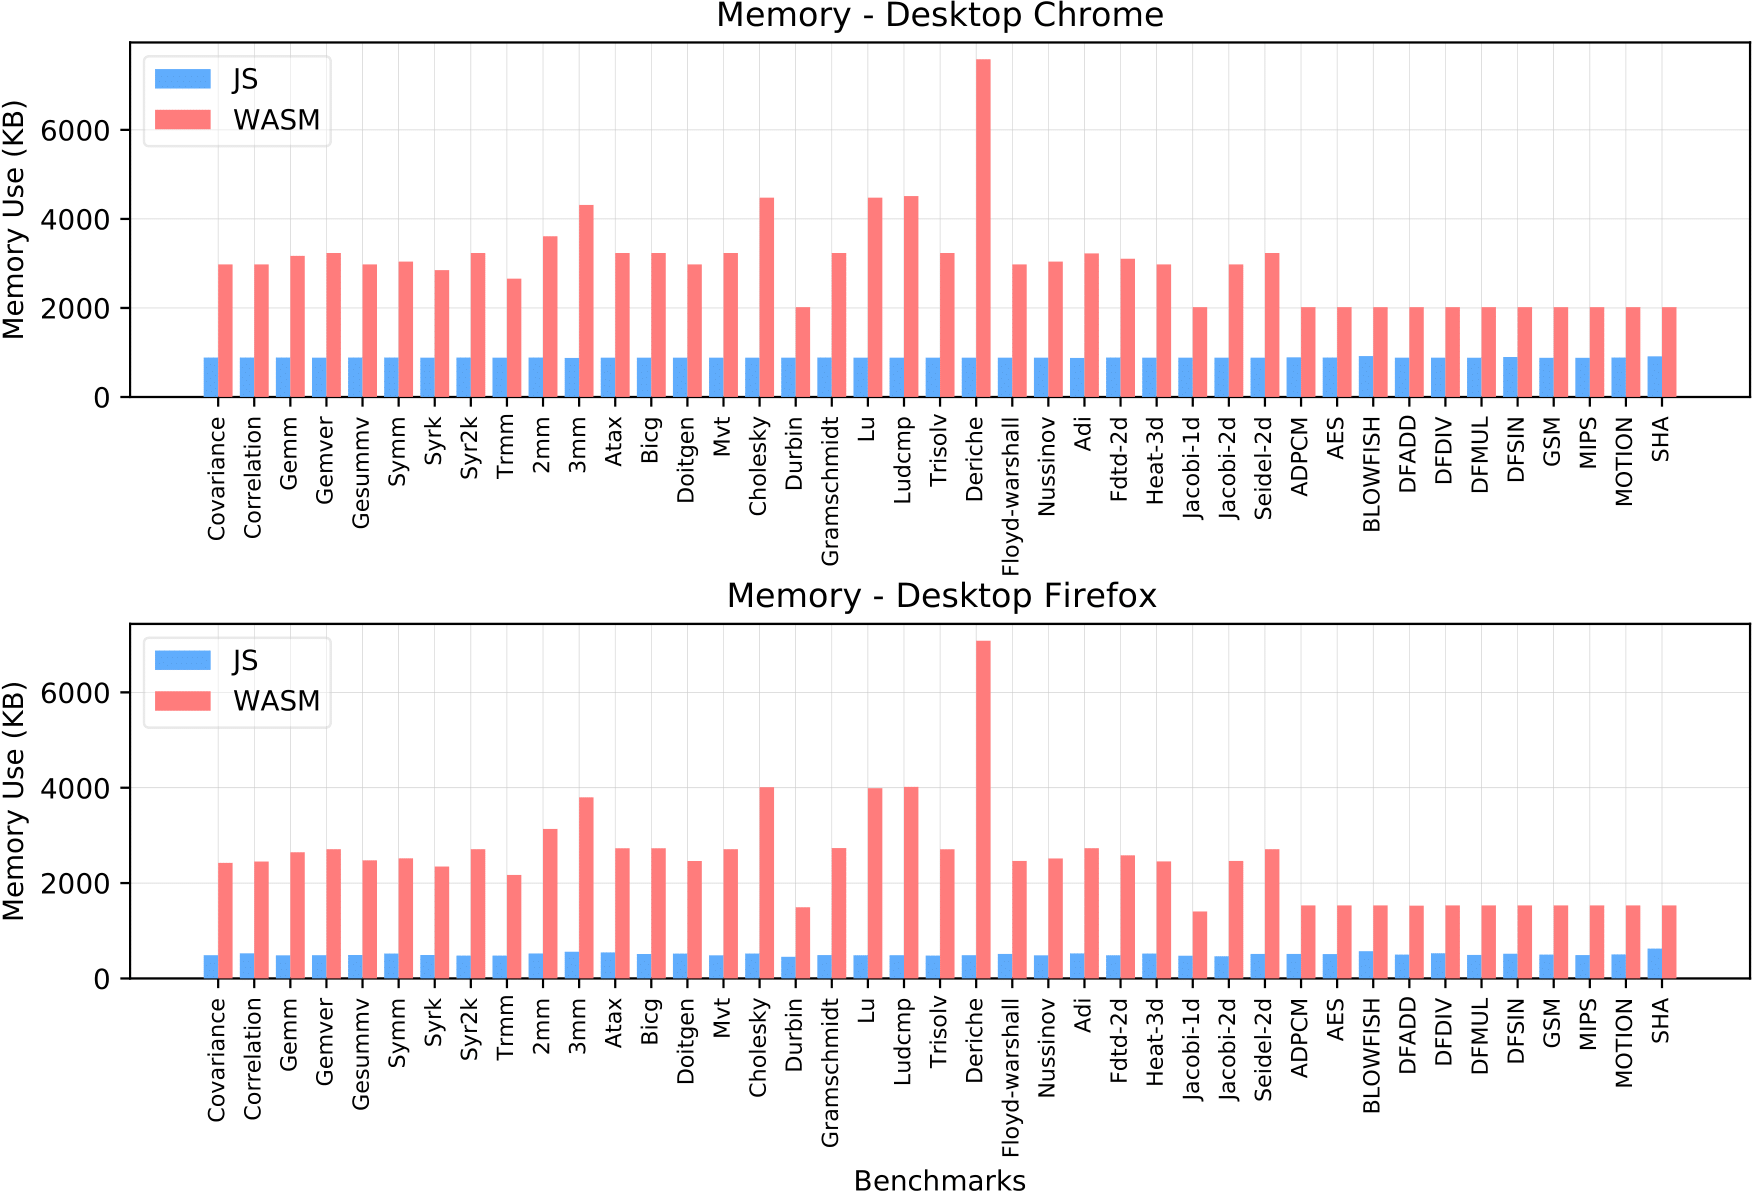 Memory - Desktop Chrome
Memory Use (KB)
6000
4000
2000
0
JS
WASM
Covariance
Correlation
Gemm
Gemver
Gesummv
Symm
Syrk
Syr2k
Trmm
2mm
3mm
Atax
Bicg
Doitgen
Mvt
Cholesky
Durbin
Gramschmidt
Lu
Ludcmp
Trisolv
Deriche
Floyd-warshall
Nussinov
Adi
Fdtd-2d
Heat-3d
Jacobi-1d
Jacobi-2d
Seidel-2d
ADPCM
AES
BLOWFISH
DFADD
DFDIV
DFMUL
DFSIN
GSM
MIPS
MOTION
SHA
Memory - Desktop Firefox
Memory Use (KB)
6000
4000
2000
0
JS
WASM
Covariance
Correlation
Gemm
Gemver
Gesummv
Symm
Syrk
Syr2k
Trmm
2mm
3mm
Atax
Bicg
Doitgen
Mvt
Cholesky
Durbin
Gramschmidt
Lu
Ludcmp
Trisolv
Deriche
Floyd-warshall
Nussinov
Adi
Fdtd-2d
Heat-3d
Jacobi-1d
Jacobi-2d
Seidel-2d
ADPCM
AES
BLOWFISH
DFADD
DFDIV
DFMUL
DFSIN
GSM
MIPS
MOTION
SHA
Benchmarks